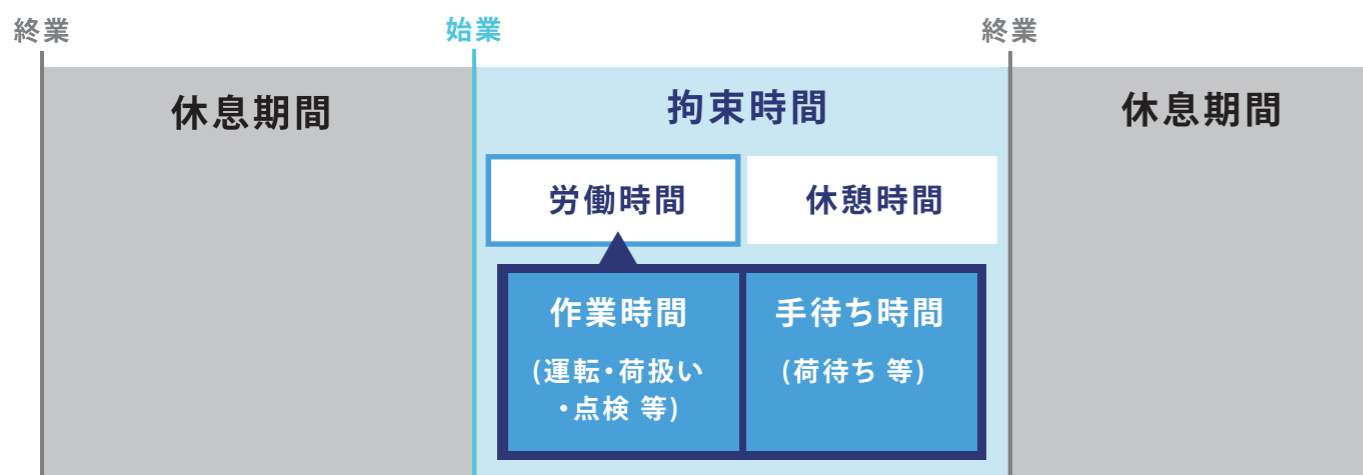 終業
始業
終業
休息期間
拘束時間
休息期間
労働時間
休憩時間
作業時間
(運転・荷扱い
・点検 等)
手待ち時間
(荷待ち 等)